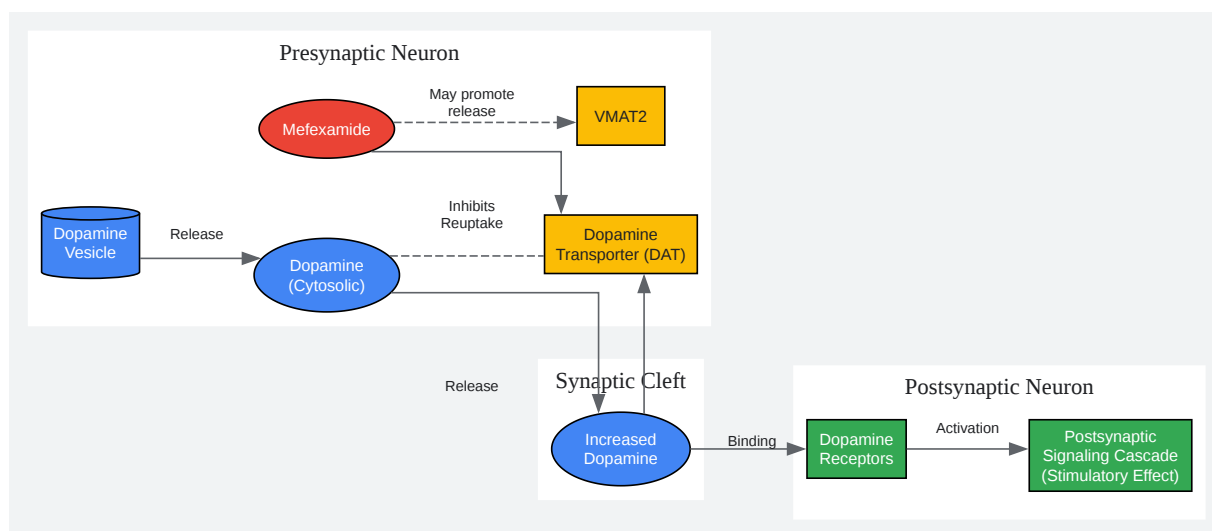 Presynaptic Neuron
May promote
release
VMAT2
Mefexamide
Inhibits
Reuptake
Dopamine
Vesicle
Release
Dopamine
(Cytosolic)
Dopamine
Transporter (DAT)
Release
Synaptic Cleft
Increased
Dopamine
Binding
Postsynaptic Neuron
Dopamine
Receptors
Activation
Postsynaptic
Signaling Cascade
(Stimulatory Effect)